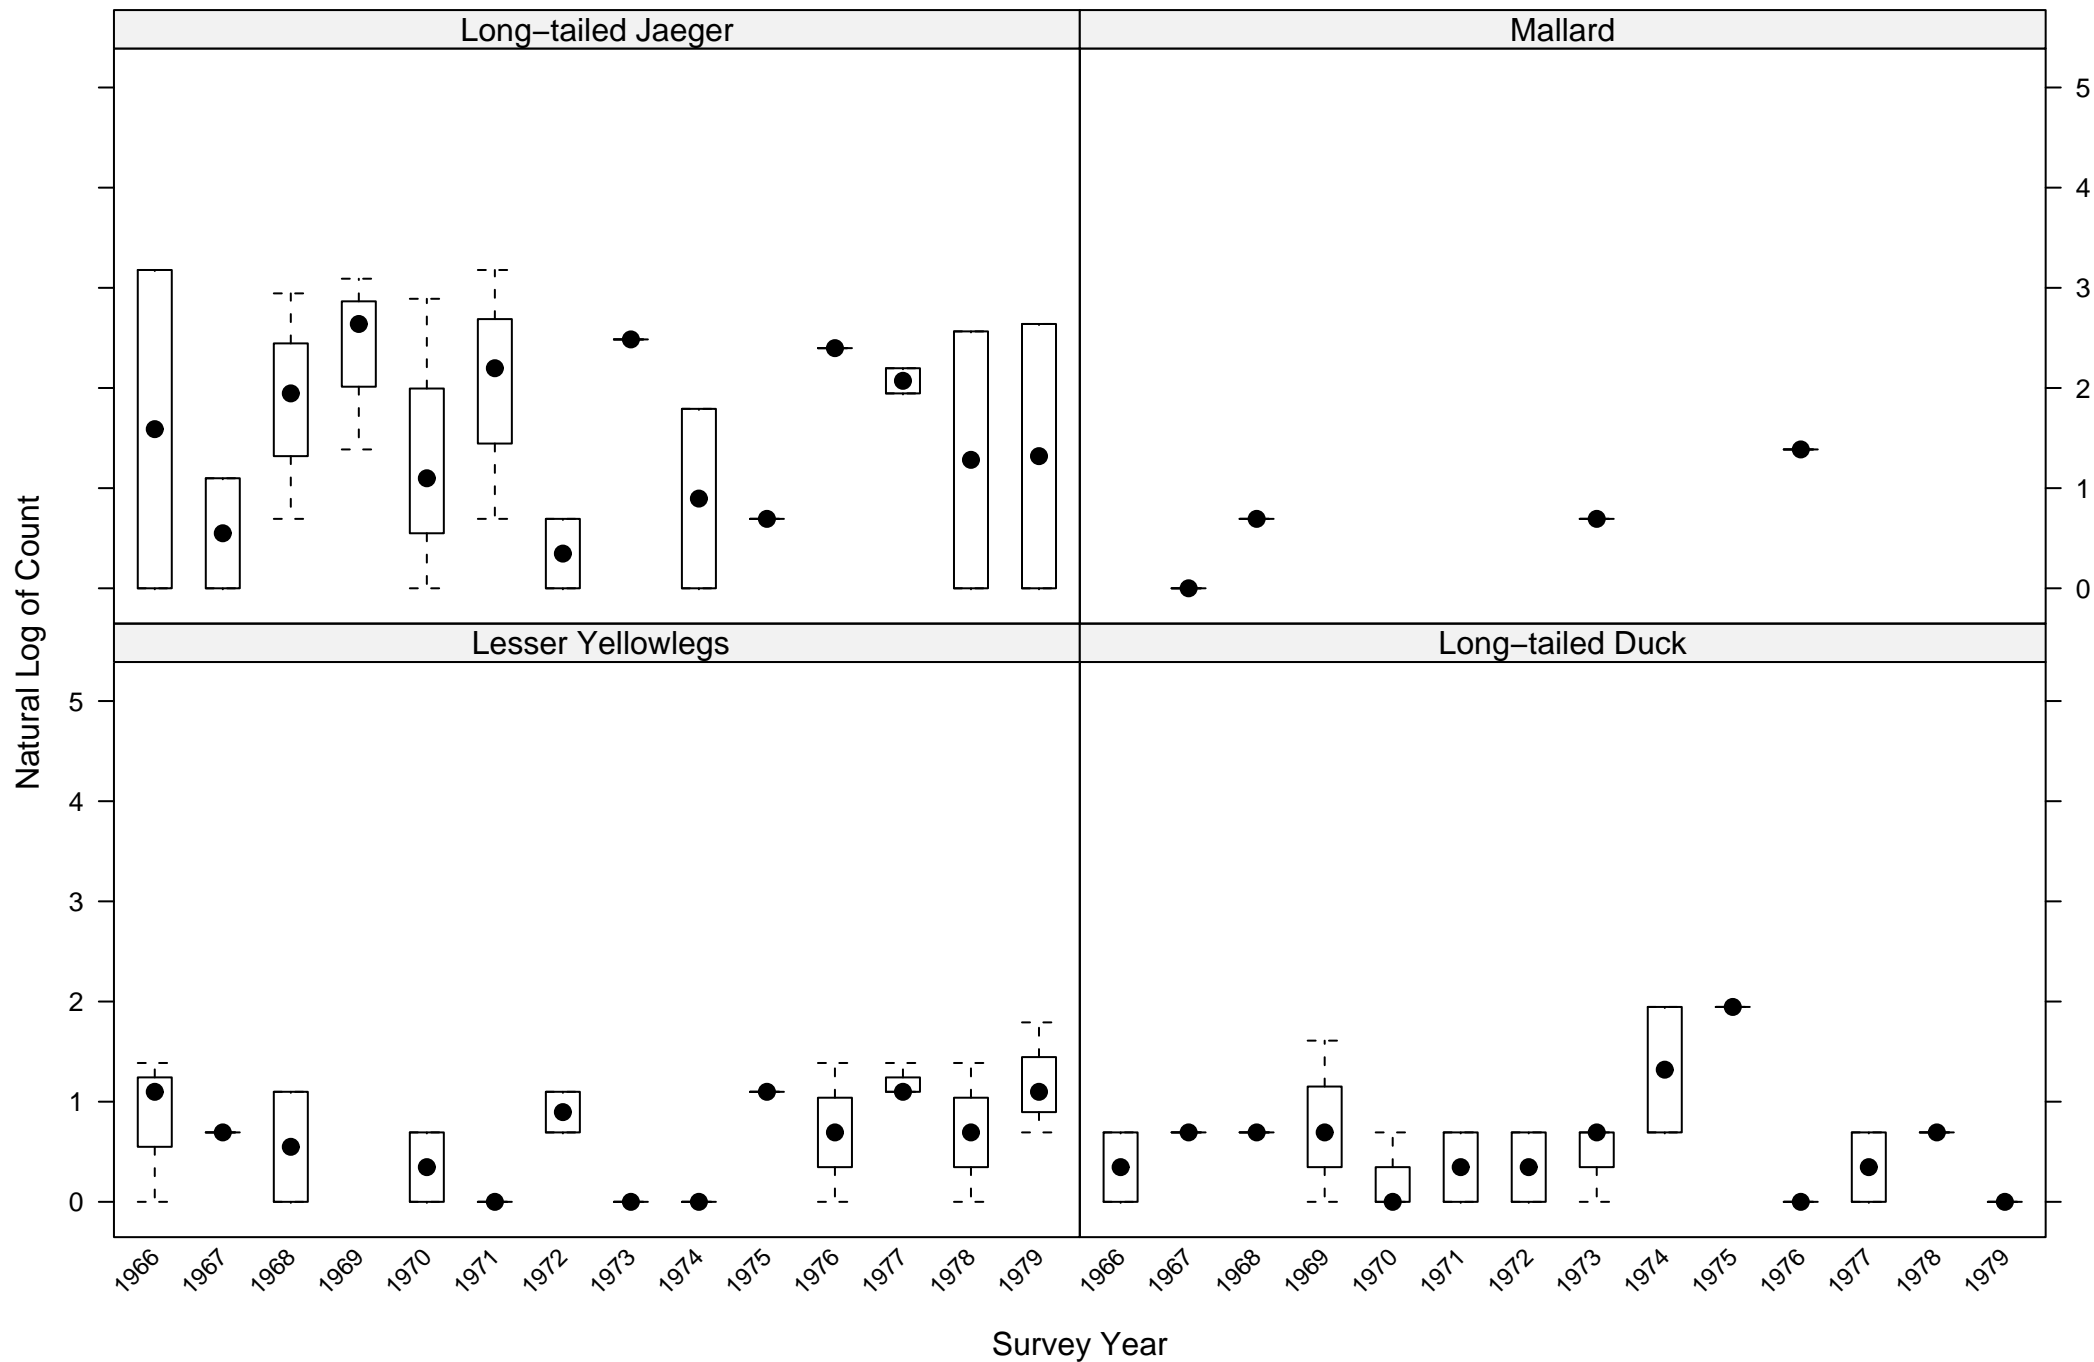 Long−tailed Jaeger
Mallard
5
4
3
2
1
0
Natural Log of Count
Lesser Yellowlegs
Long−tailed Duck
5
4
3
2
1
0
1966 1967 1968 1969 1970 1971 1972 1973 1974 1975 1976 1977 1978 1979
1966 1967 1968 1969 1970 1971 1972 1973 1974 1975 1976 1977 1978 1979
Survey Year